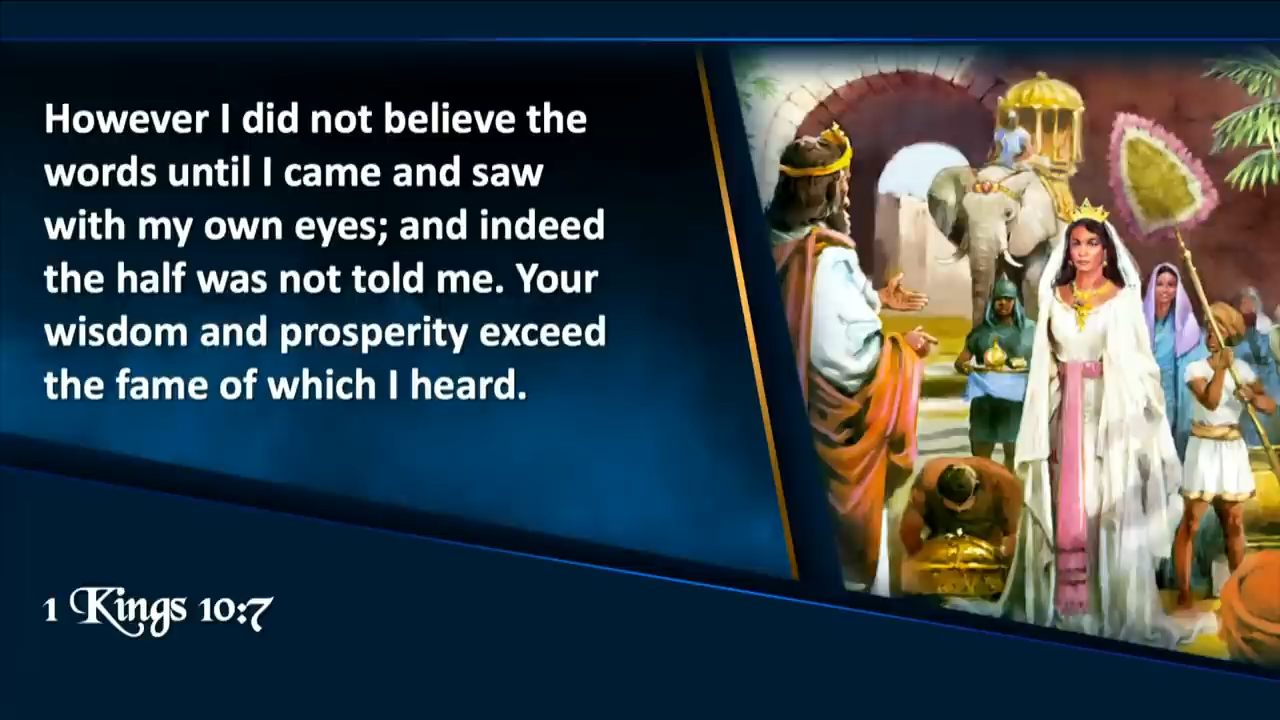 However I did not believe the
words until I came and saw
with my own eyes; and indeed
the half was not told me. Your
wisdom and prosperity exceed
the fame of which I heard.
1 Kings 10:7